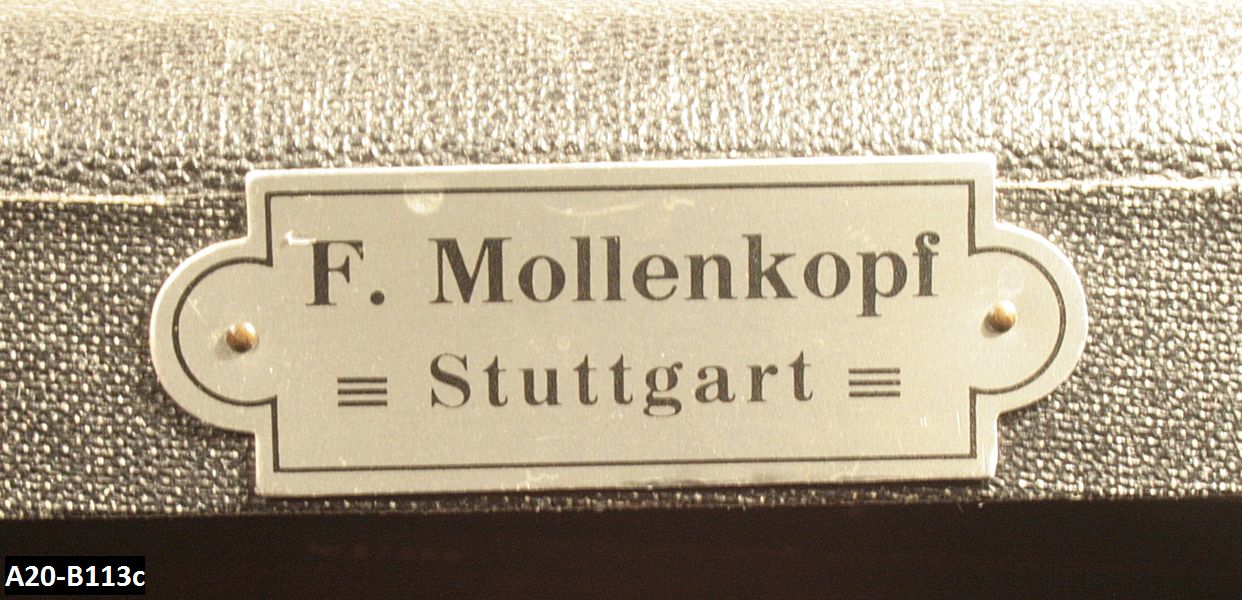 F. Mollenkopf
≡ Stuttgart ≡
A20-B113c